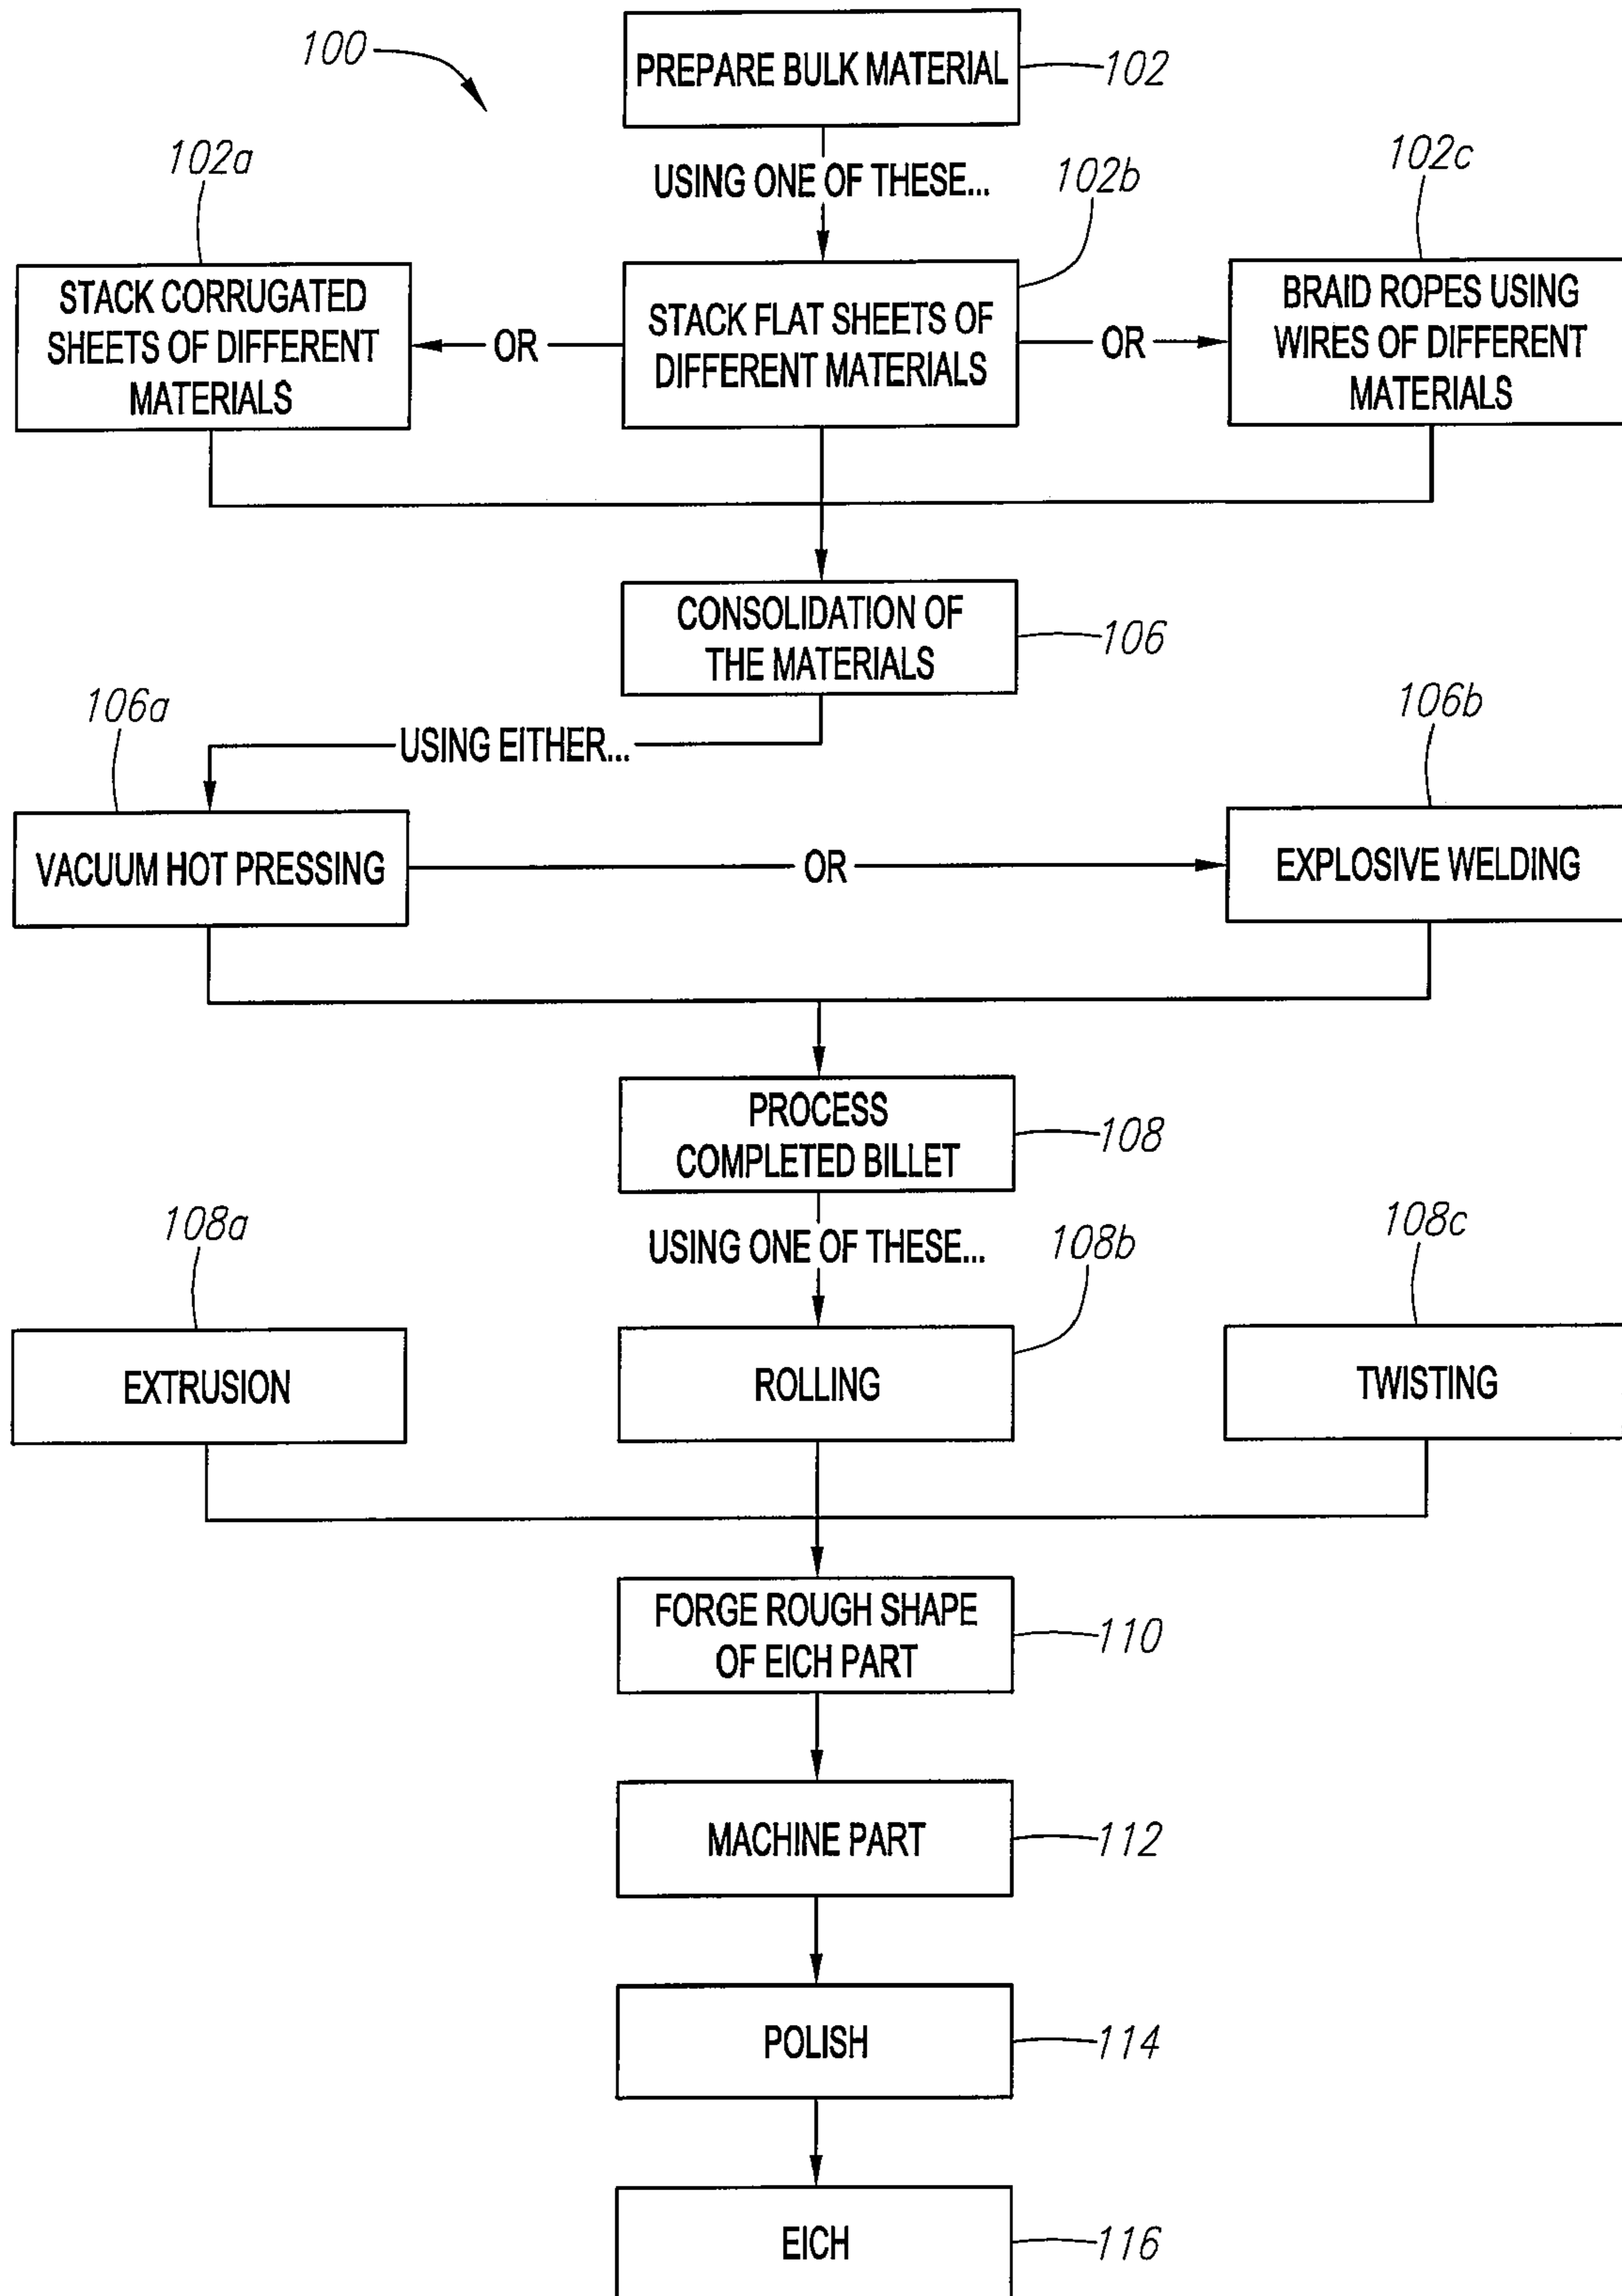 100
PREPARE BULK MATERIAL
102
USING ONE OF THESE...
102a
102b
102c
STACK CORRUGATED
SHEETS OF DIFFERENT
MATERIALS
OR
STACK FLAT SHEETS OF
DIFFERENT MATERIALS
OR
BRAID ROPES USING
WIRES OF DIFFERENT
MATERIALS
CONSOLIDATION OF
THE MATERIALS
106
106a
USING EITHER...
106b
VACUUM HOT PRESSING
OR
EXPLOSIVE WELDING
PROCESS
COMPLETED BILLET
108
108a
USING ONE OF THESE...
108b
108c
EXTRUSION
ROLLING
TWISTING
FORGE ROUGH SHAPE
OF EICH PART
110
MACHINE PART
112
POLISH
114
EICH
116